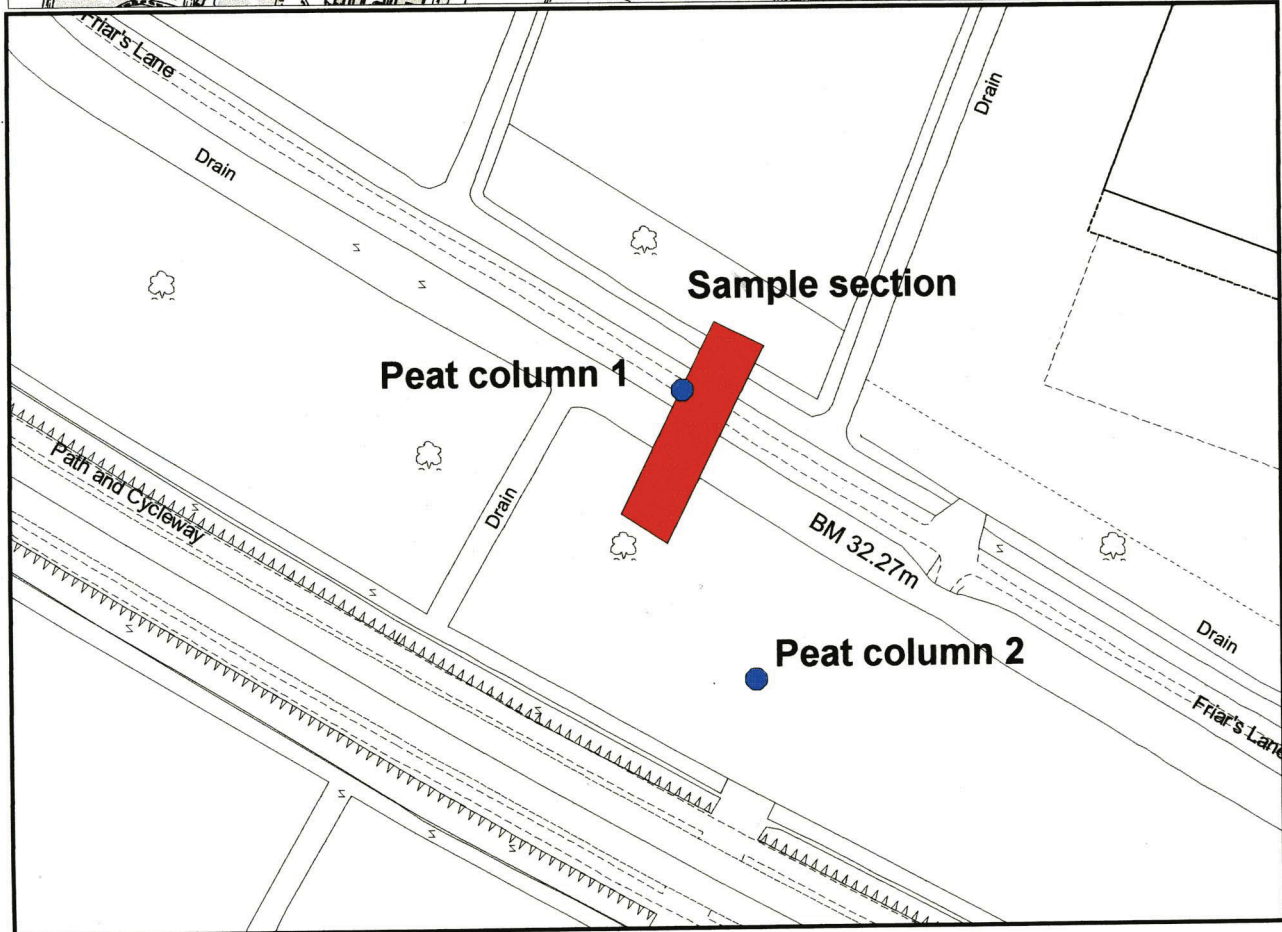 Friar's Lane
Drain
Drain
Sample section
Peat column 1
Path and Cycleway
Drain
BM 32.27m
Peat column 2
Drain
Friar's Lane